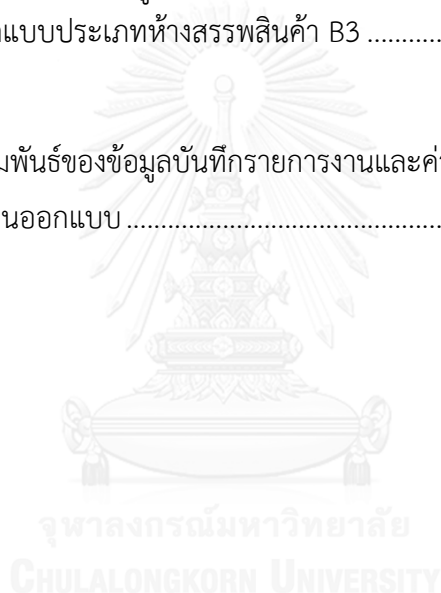 แบบประเภทห้างสรรพสินค้า B3 ............
มพันธ์ของข้อมูลบันทึกรายการงานและค่
นออกแบบ ..........................................
จุฬาลงกรณ์มหาวิทยาลัย
CHULALONGKORN UNIVERSITY